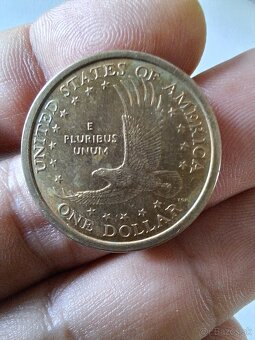 UNITED STATES OF AMERICA
E
PLURIBUS
UNUM
ONE DOLLAR